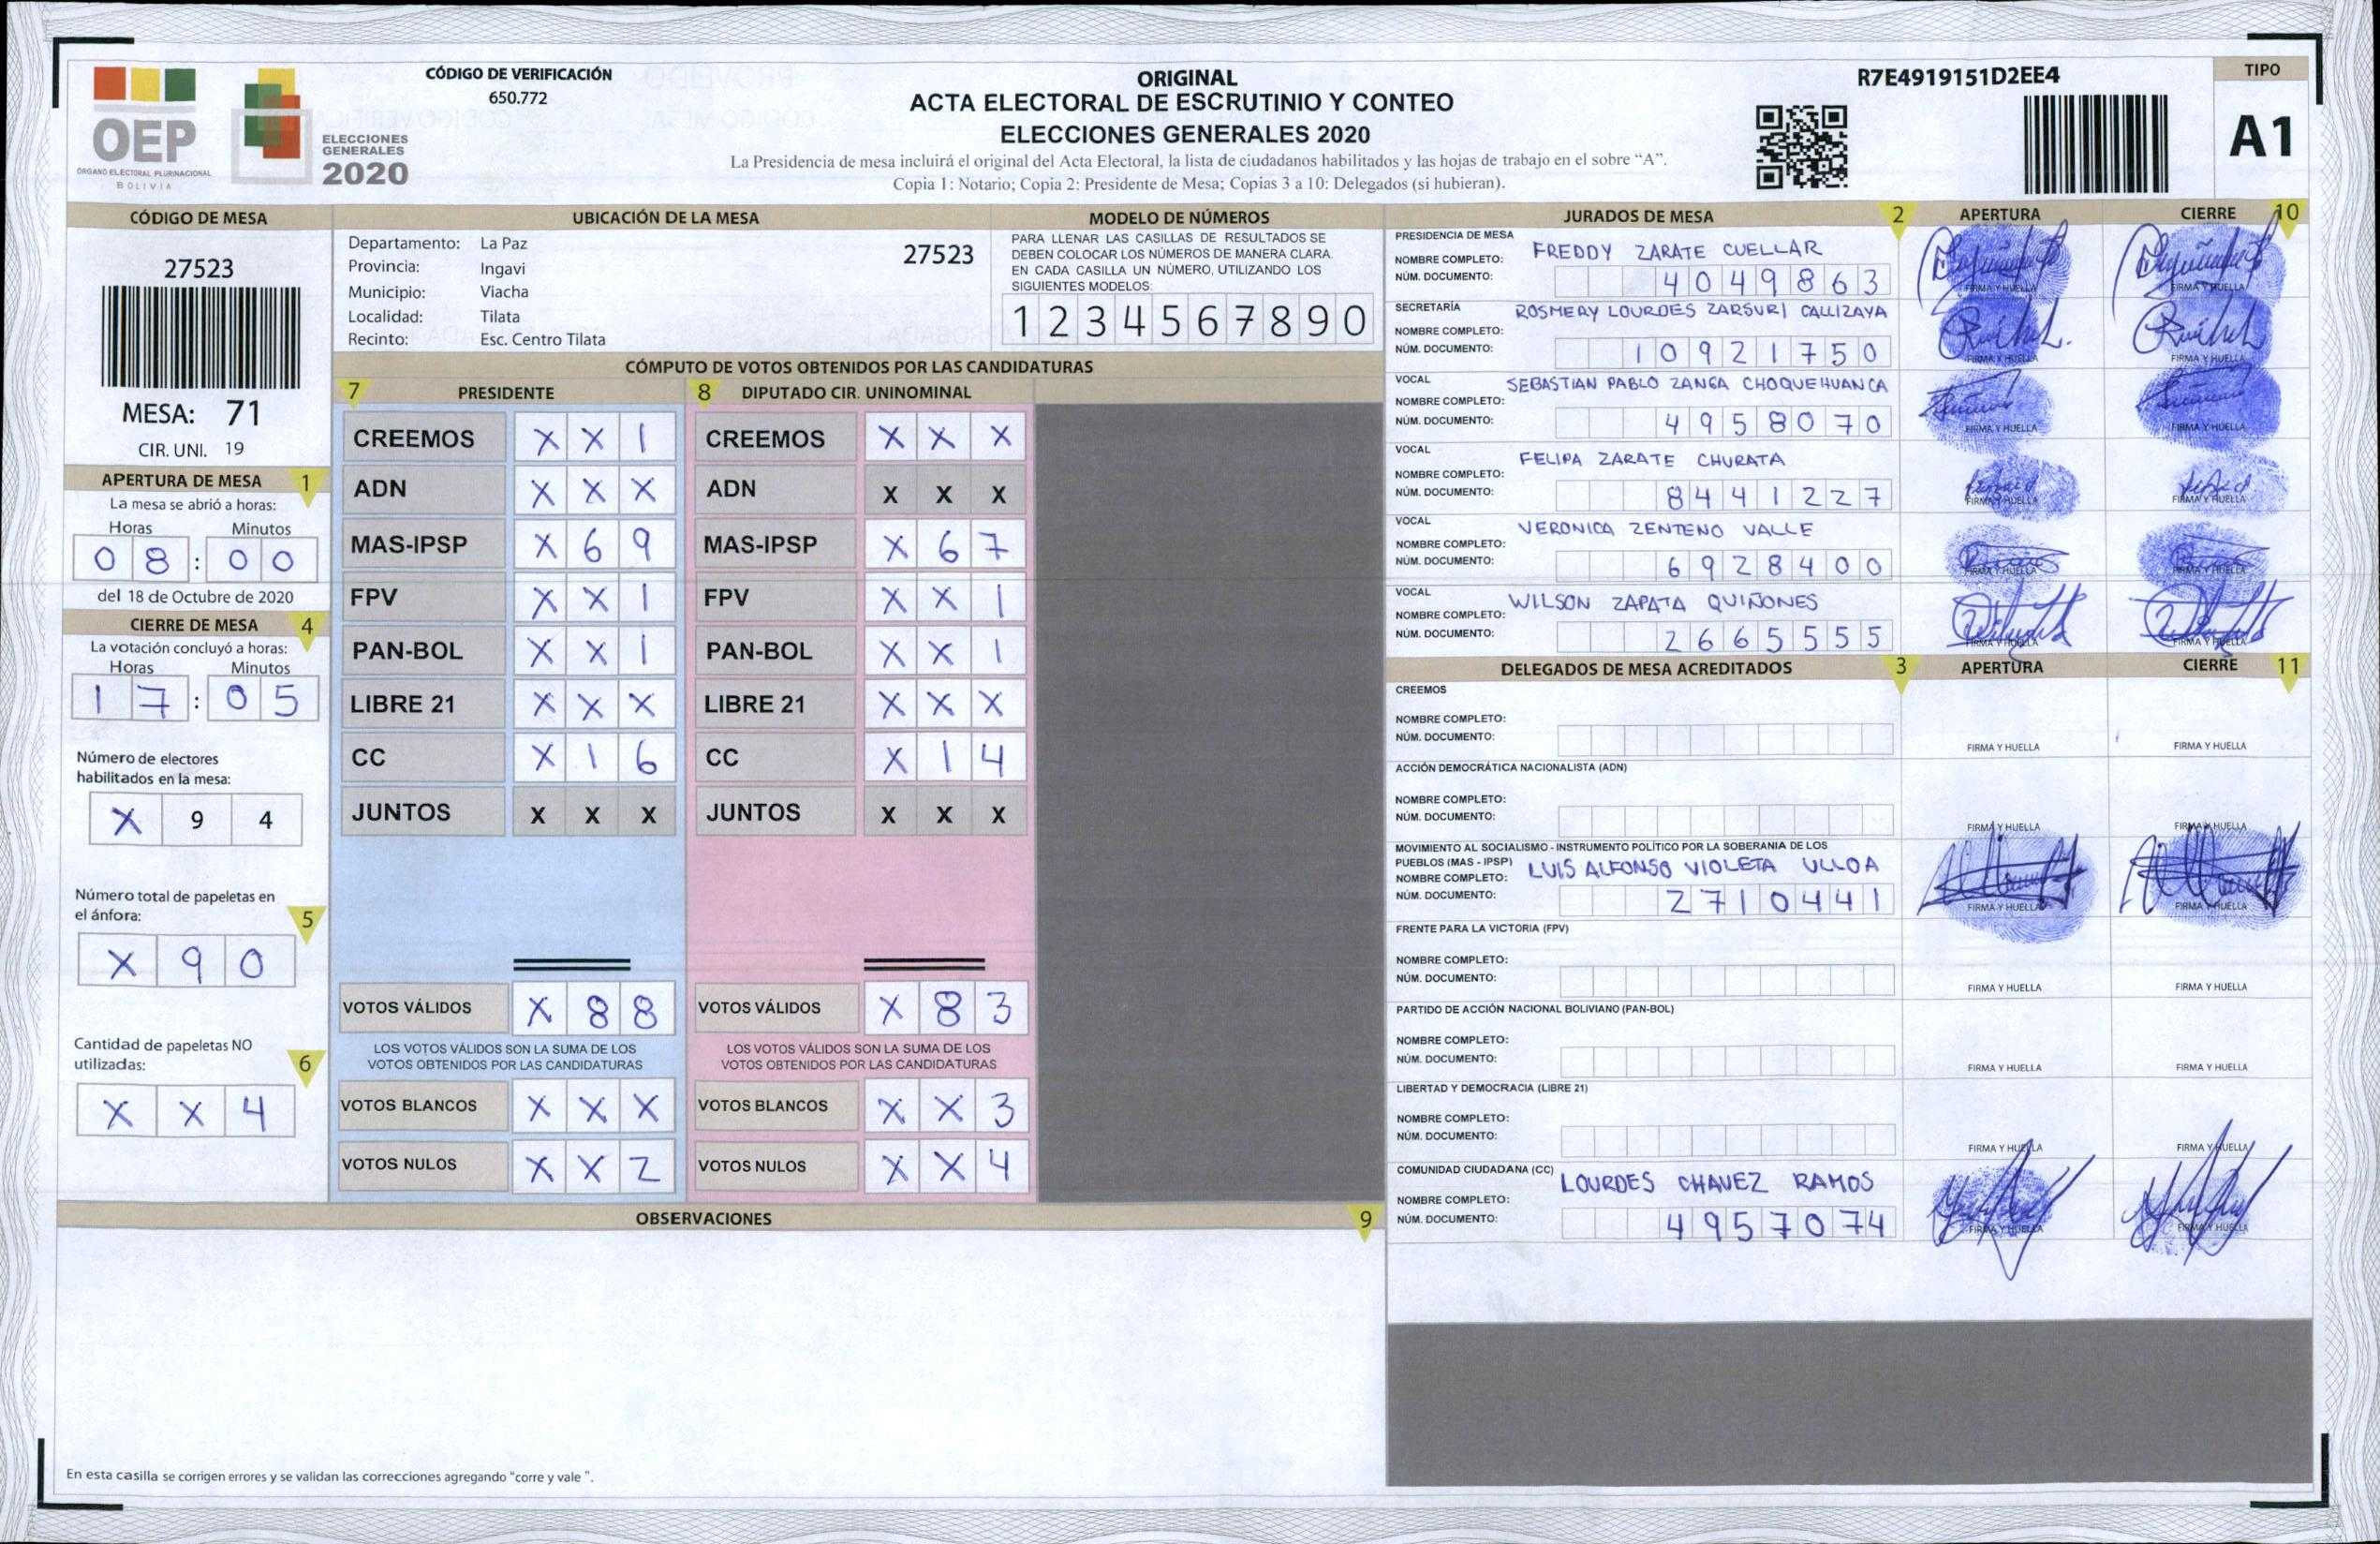 CÓDIGO DE VERIFICACIÓN
650.772
OEP
ÓRGANO ELECTORAL PLURINACIONAL
BOLIVIA
ELECCIONES
GENERALES
2020
ORIGINAL
ACTA ELECTORAL DE ESCRUTINIO Y CONTEO
ELECCIONES GENERALES 2020
La Presidencia de mesa incluirá el original del Acta Electoral, la lista de ciudadanos habilitados y las hojas de trabajo en el sobre “A”.
Copia 1: Notario; Copia 2: Presidente de Mesa; Copias 3 a 10: Delegados (si hubieran).
R7E4919151D2EE4
TIPO
A1
CÓDIGO DE MESA
27523
MESA: 71
CIR. UNI. 19
APERTURA DE MESA 1
La mesa se abrió a horas:
Horas Minutos
0 8 : 0 0
del 18 de Octubre de 2020
CIERRE DE MESA 4
La votación concluyó a horas:
Horas Minutos
1 7 : 0 5
Número de electores
habilitados en la mesa:
X 9 4
Número total de papeletas en
el ánfora:
5
X 9 0
Cantidad de papeletas NO
utilizadas:
6
X X 4
UBICACIÓN DE LA MESA
Departamento: La Paz
27523
Provincia: Ingavi
Municipio: Viacha
Localidad: Tilata
Recinto: Esc. Centro Tilata
MODELO DE NÚMEROS
PARA LLENAR LAS CASILLAS DE RESULTADOS SE
DEBEN COLOCAR LOS NÚMEROS DE MANERA CLARA.
EN CADA CASILLA UN NÚMERO, UTILIZANDO LOS
SIGUIENTES MODELOS:
1 2 3 4 5 6 7 8 9 0
CÓMPUTO DE VOTOS OBTENIDOS POR LAS CANDIDATURAS
7 PRESIDENTE
CREEMOS X X 1
ADN X X X
MAS-IPSP X 6 9
FPV X X 1
PAN-BOL X X 1
LIBRE 21 X X X
CC X 1 6
JUNTOS X X X
VOTOS VÁLIDOS X 8 8
LOS VOTOS VÁLIDOS SON LA SUMA DE LOS
VOTOS OBTENIDOS POR LAS CANDIDATURAS
VOTOS BLANCOS X X X
VOTOS NULOS X X 2
8 DIPUTADO CIR. UNINOMINAL
CREEMOS X X X
ADN X X X
MAS-IPSP X 6 7
FPV X X 1
PAN-BOL X X 1
LIBRE 21 X X X
CC X 1 4
JUNTOS X X X
VOTOS VÁLIDOS X 8 3
LOS VOTOS VÁLIDOS SON LA SUMA DE LOS
VOTOS OBTENIDOS POR LAS CANDIDATURAS
VOTOS BLANCOS X X 3
VOTOS NULOS X X 4
OBSERVACIONES 9
En esta casilla se corrigen errores y se validan las correcciones agregando “corre y vale ”.
JURADOS DE MESA 2 APERTURA CIERRE 10
PRESIDENCIA DE MESA
NOMBRE COMPLETO: FREDDY ZARATE CUELLAR
NÚM. DOCUMENTO: 4049863
FIRMA Y HUELLA FIRMA Y HUELLA
SECRETARÍA
NOMBRE COMPLETO: ROSMERY LOURDES ZARSURI CALLIZAYA
NÚM. DOCUMENTO: 10921750
FIRMA Y HUELLA FIRMA Y HUELLA
VOCAL
NOMBRE COMPLETO: SEBASTIAN PABLO ZANGA CHOQUEHUANCA
NÚM. DOCUMENTO: 4958070
FIRMA Y HUELLA FIRMA Y HUELLA
VOCAL
NOMBRE COMPLETO: FELIPA ZARATE CHURATA
NÚM. DOCUMENTO: 8441227
FIRMA Y HUELLA FIRMA Y HUELLA
VOCAL
NOMBRE COMPLETO: VERONICA ZENTENO VALLE
NÚM. DOCUMENTO: 6928400
FIRMA Y HUELLA FIRMA Y HUELLA
VOCAL
NOMBRE COMPLETO: WILSON ZAPATA QUIÑONES
NÚM. DOCUMENTO: 2665555
FIRMA Y HUELLA FIRMA Y HUELLA
DELEGADOS DE MESA ACREDITADOS 3 APERTURA CIERRE 11
CREEMOS
NOMBRE COMPLETO:
NÚM. DOCUMENTO:
FIRMA Y HUELLA FIRMA Y HUELLA
ACCIÓN DEMOCRÁTICA NACIONALISTA (ADN)
NOMBRE COMPLETO:
NÚM. DOCUMENTO:
FIRMA Y HUELLA FIRMA Y HUELLA
MOVIMIENTO AL SOCIALISMO - INSTRUMENTO POLÍTICO POR LA SOBERANIA DE LOS
PUEBLOS (MAS - IPSP)
NOMBRE COMPLETO: LUIS ALFONSO VIOLETA ULLOA
NÚM. DOCUMENTO: 2710441
FIRMA Y HUELLA FIRMA Y HUELLA
FRENTE PARA LA VICTORIA (FPV)
NOMBRE COMPLETO:
NÚM. DOCUMENTO:
FIRMA Y HUELLA FIRMA Y HUELLA
PARTIDO DE ACCIÓN NACIONAL BOLIVIANO (PAN-BOL)
NOMBRE COMPLETO:
NÚM. DOCUMENTO:
FIRMA Y HUELLA FIRMA Y HUELLA
LIBERTAD Y DEMOCRACIA (LIBRE 21)
NOMBRE COMPLETO:
NÚM. DOCUMENTO:
FIRMA Y HUELLA FIRMA Y HUELLA
COMUNIDAD CIUDADANA (CC)
NOMBRE COMPLETO: LOURDES CHAVEZ RAMOS
NÚM. DOCUMENTO: 4957074
FIRMA Y HUELLA FIRMA Y HUELLA